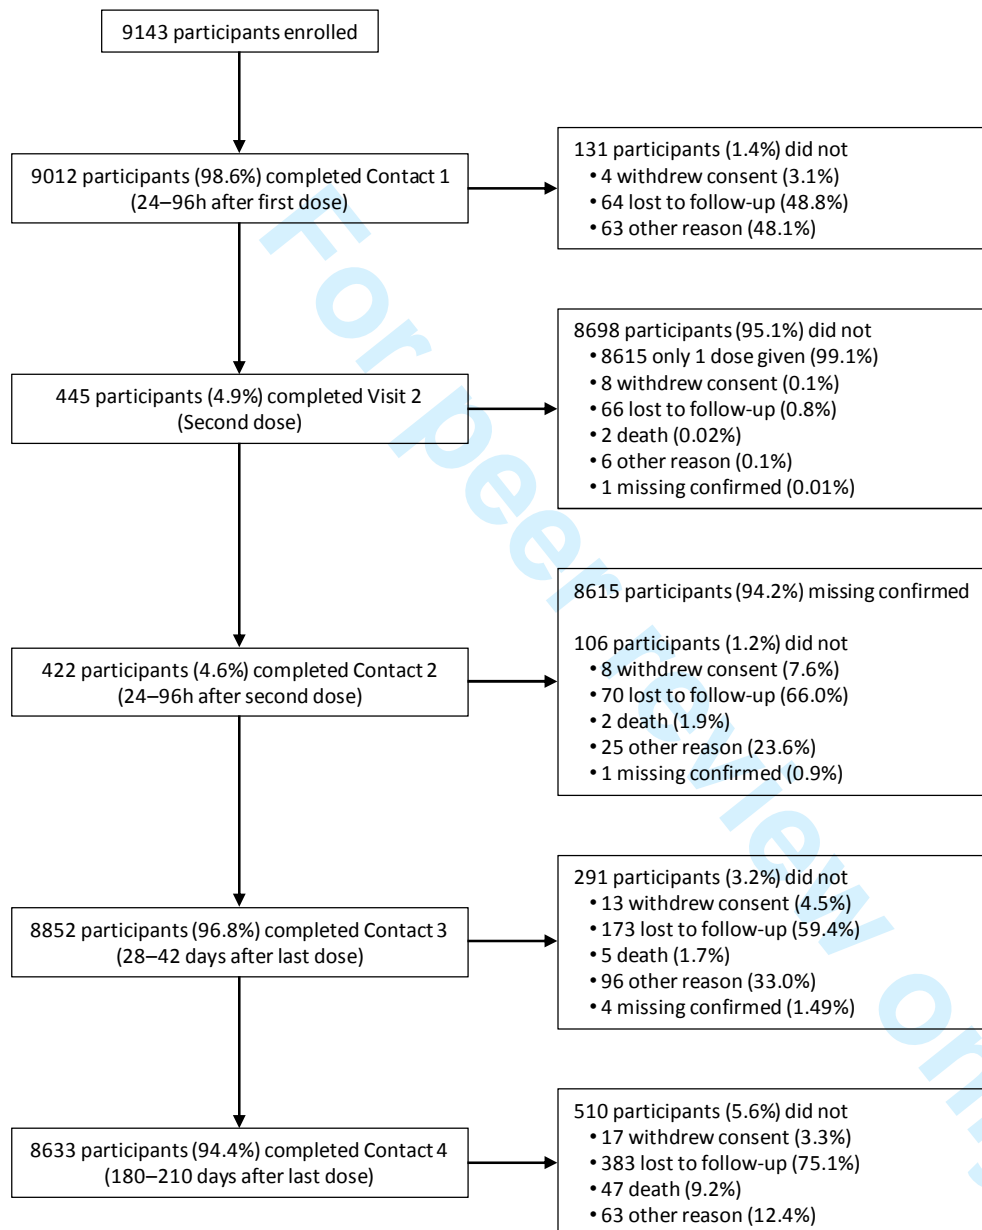 9143 participants enrolled
9012 participants (98.6%) completed Contact 1
(24–96h after first dose)
131 participants (1.4%) did not
• 4 withdrew consent (3.1%)
• 64 lost to follow-up (48.8%)
• 63 other reason (48.1%)
445 participants (4.9%) completed Visit 2
(Second dose)
8698 participants (95.1%) did not
• 8615 only 1 dose given (99.1%)
• 8 withdrew consent (0.1%)
• 66 lost to follow-up (0.8%)
• 2 death (0.02%)
• 6 other reason (0.1%)
• 1 missing confirmed (0.01%)
422 participants (4.6%) completed Contact 2
(24–96h after second dose)
8615 participants (94.2%) missing confirmed
106 participants (1.2%) did not
• 8 withdrew consent (7.6%)
• 70 lost to follow-up (66.0%)
• 2 death (1.9%)
• 25 other reason (23.6%)
• 1 missing confirmed (0.9%)
8852 participants (96.8%) completed Contact 3
(28–42 days after last dose)
291 participants (3.2%) did not
• 13 withdrew consent (4.5%)
• 173 lost to follow-up (59.4%)
• 5 death (1.7%)
• 96 other reason (33.0%)
• 4 missing confirmed (1.49%)
8633 participants (94.4%) completed Contact 4
(180–210 days after last dose)
510 participants (5.6%) did not
• 17 withdrew consent (3.3%)
• 383 lost to follow-up (75.1%)
• 47 death (9.2%)
• 63 other reason (12.4%)
For peer review